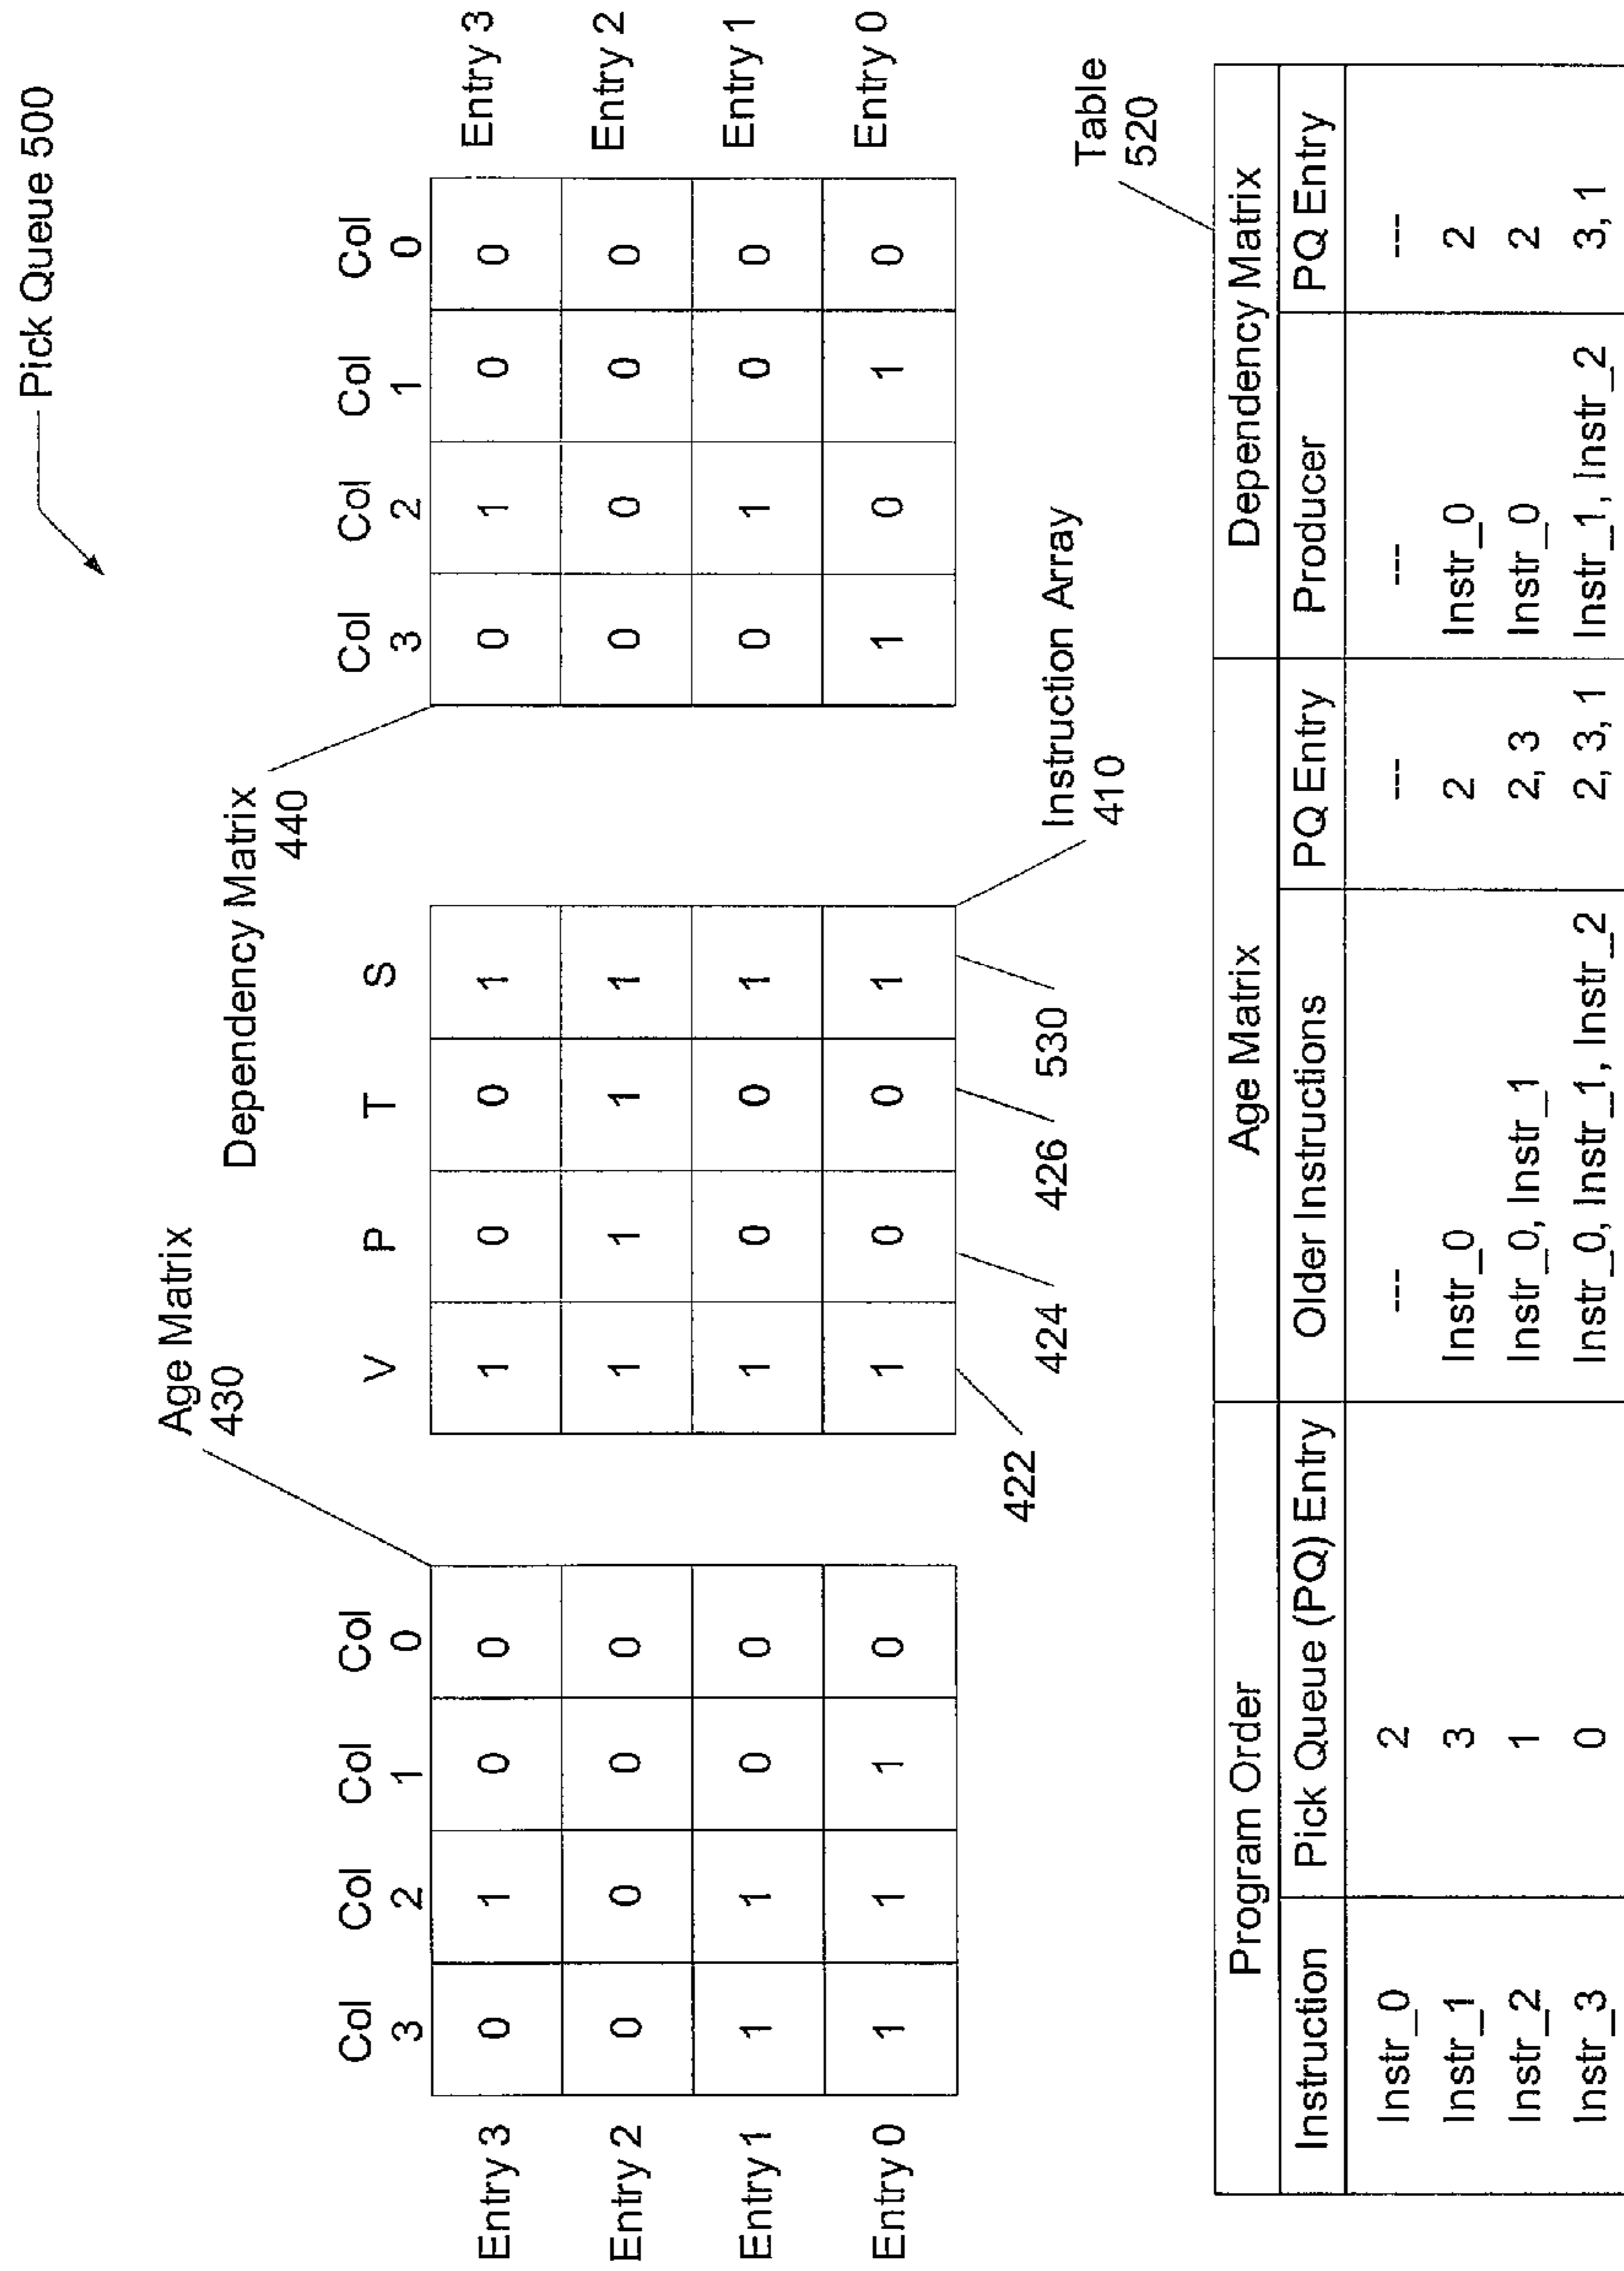 Pick Queue 500
Age Matrix
430
Dependency Matrix
440
Col 3 Col 2 Col 1 Col 0
V P T S
Col 3 Col 2 Col 1 Col 0
Entry 3 0 1 0 0
1 0 0 1
0 1 0 0 Entry 3
Entry 2 0 0 0 0
1 1 1 1
0 0 0 0 Entry 2
Entry 1 1 1 0 0
1 0 0 1
0 1 0 0 Entry 1
Entry 0 1 1 1 0
1 0 0 1
1 0 1 0 Entry 0
422 424 426 530
Instruction Array
410
Table
520
Program Order Age Matrix Dependency Matrix
Instruction Pick Queue (PQ) Entry Older Instructions PQ Entry Producer PQ Entry
Instr_0 2 --- --- --- ---
Instr_1 3 Instr_0 2 Instr_0 2
Instr_2 1 Instr_0, Instr_1 2, 3 Instr_0 2
Instr_3 0 Instr_0, Instr_1, Instr_2 2, 3, 1 Instr_1, Instr_2 3, 1